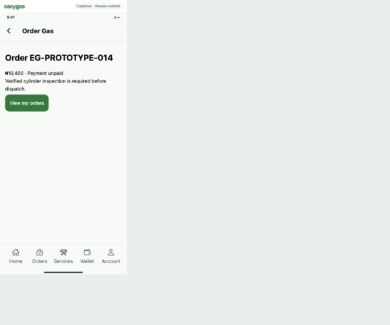 easygas
Customer · Review controls
9:41
Order Gas
Order EG-PROTOTYPE-014
₦10,400 · Payment unpaid
Verified cylinder inspection is required before
dispatch.
View my orders
Home
Orders
Services
Wallet
Account